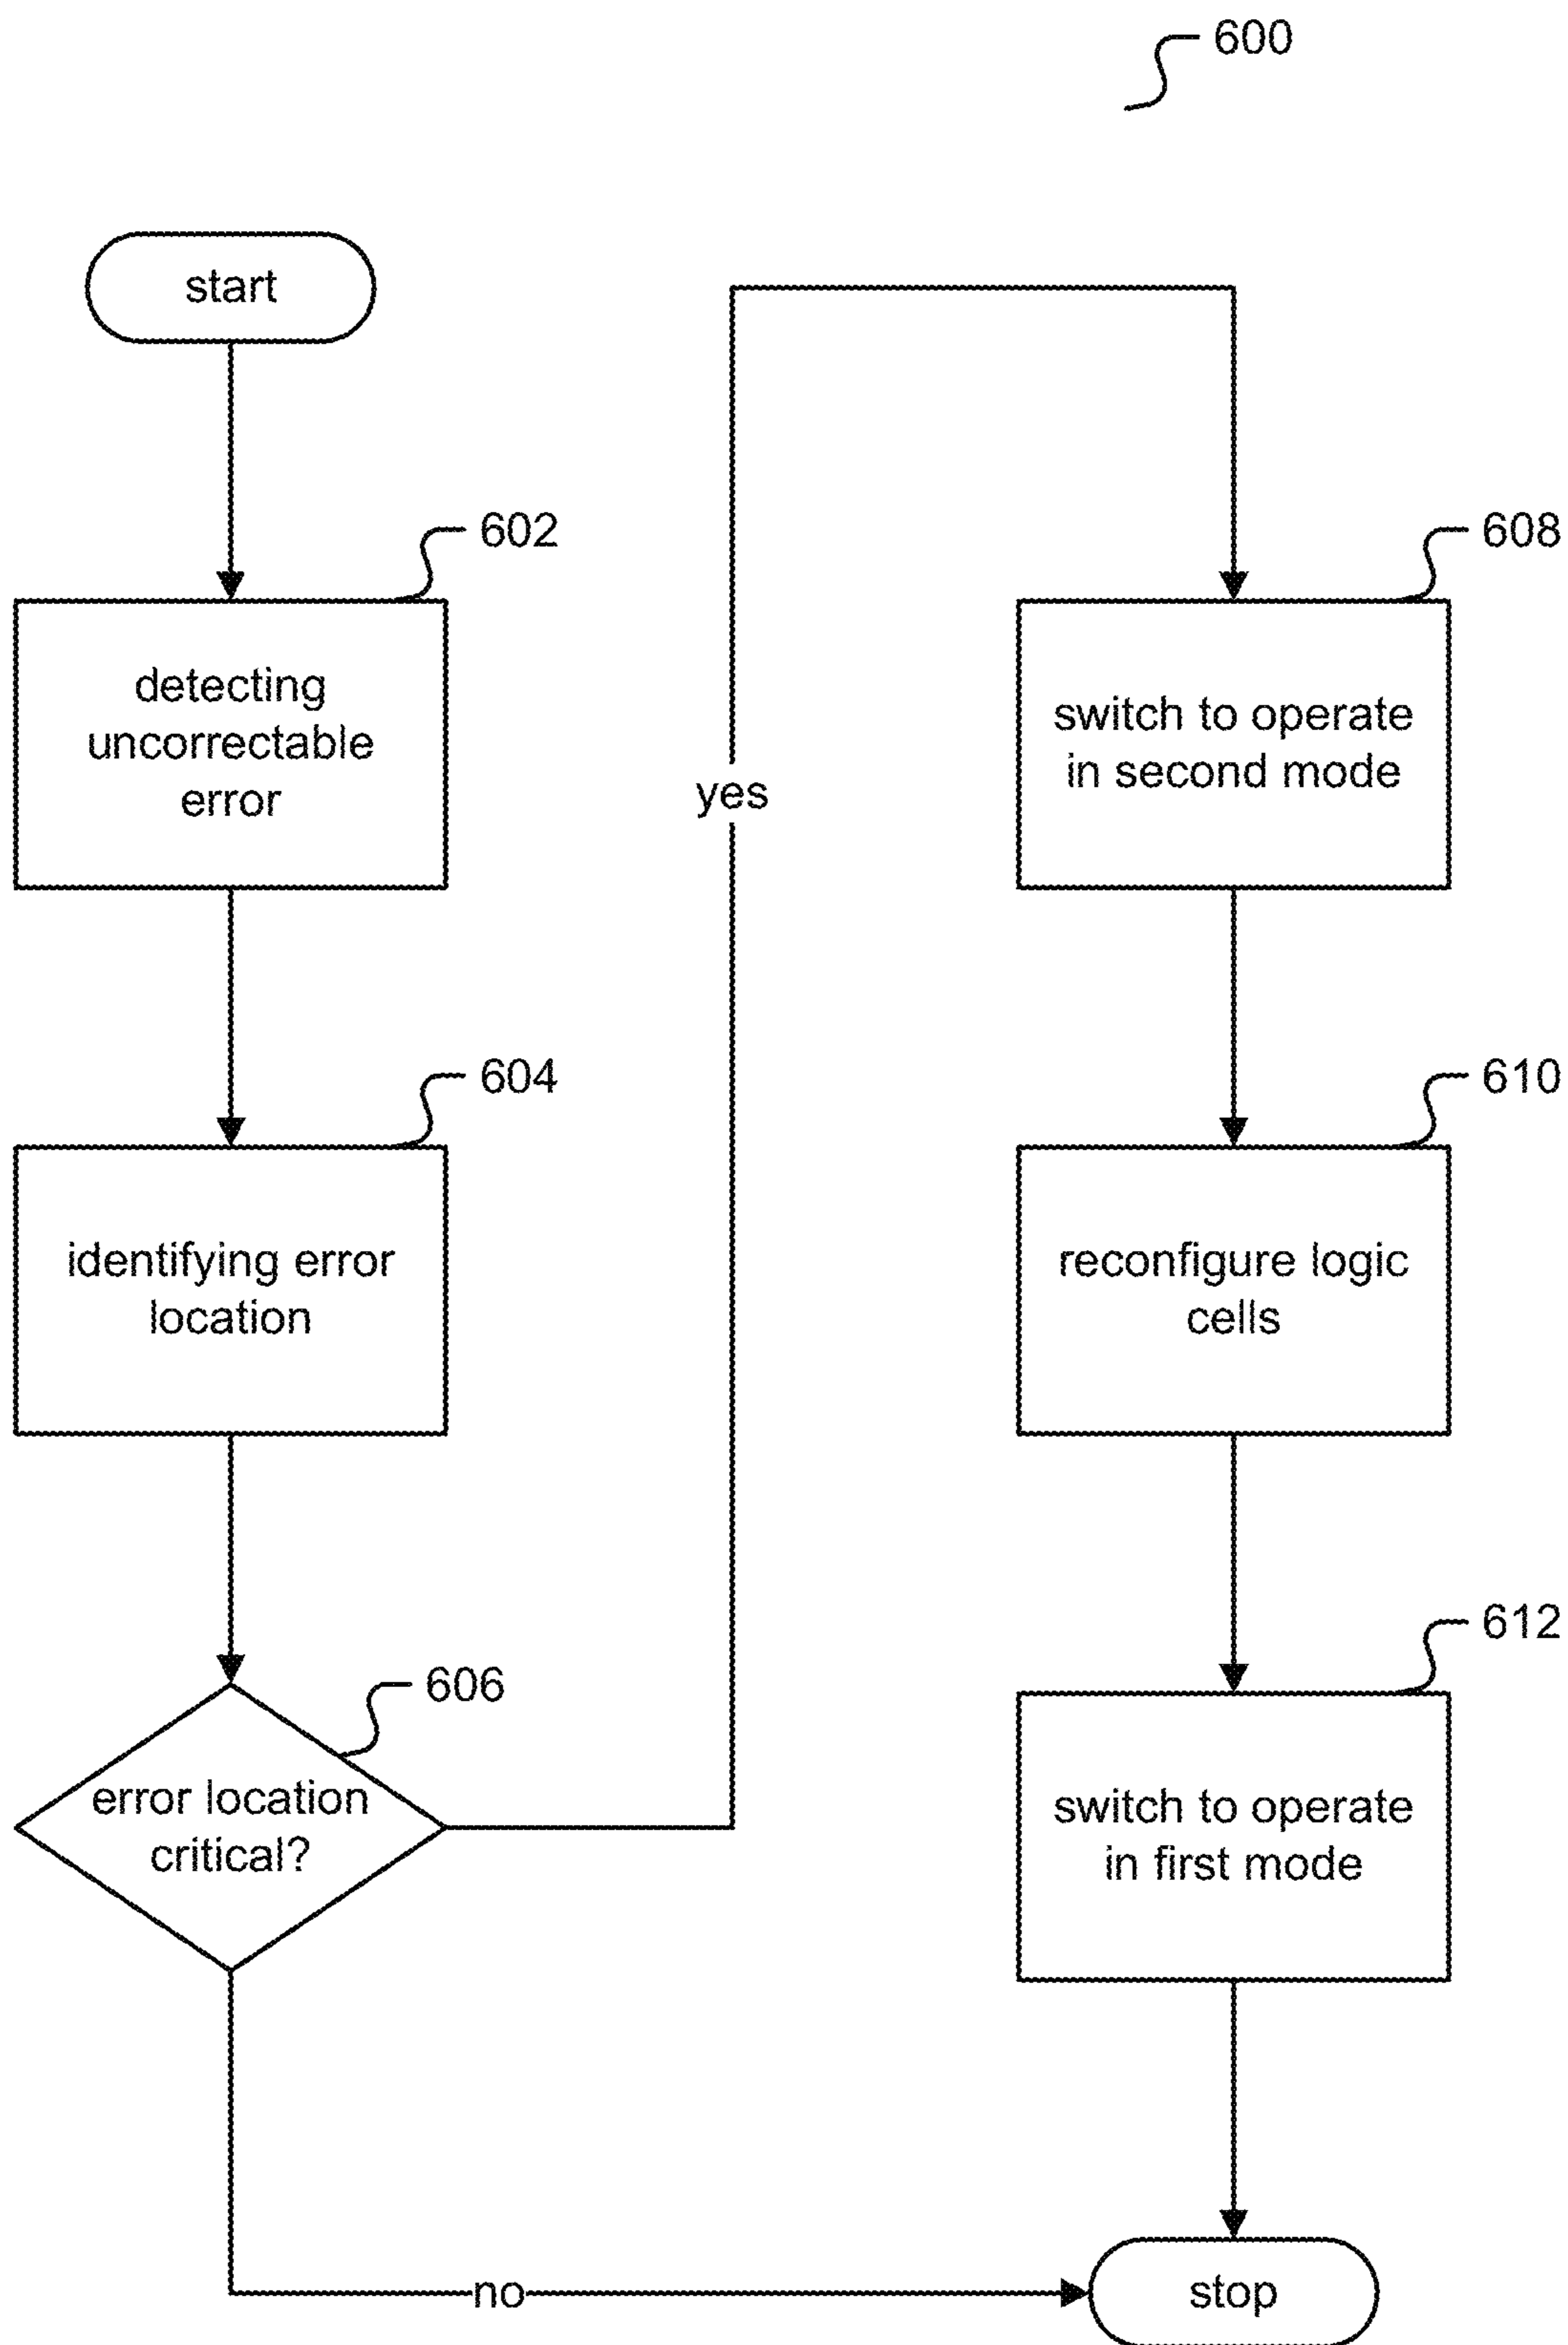 600
start
602
detecting
uncorrectable
error
604
identifying error
location
606
error location
critical?
yes
no
608
switch to operate
in second mode
610
reconfigure logic
cells
612
switch to operate
in first mode
stop